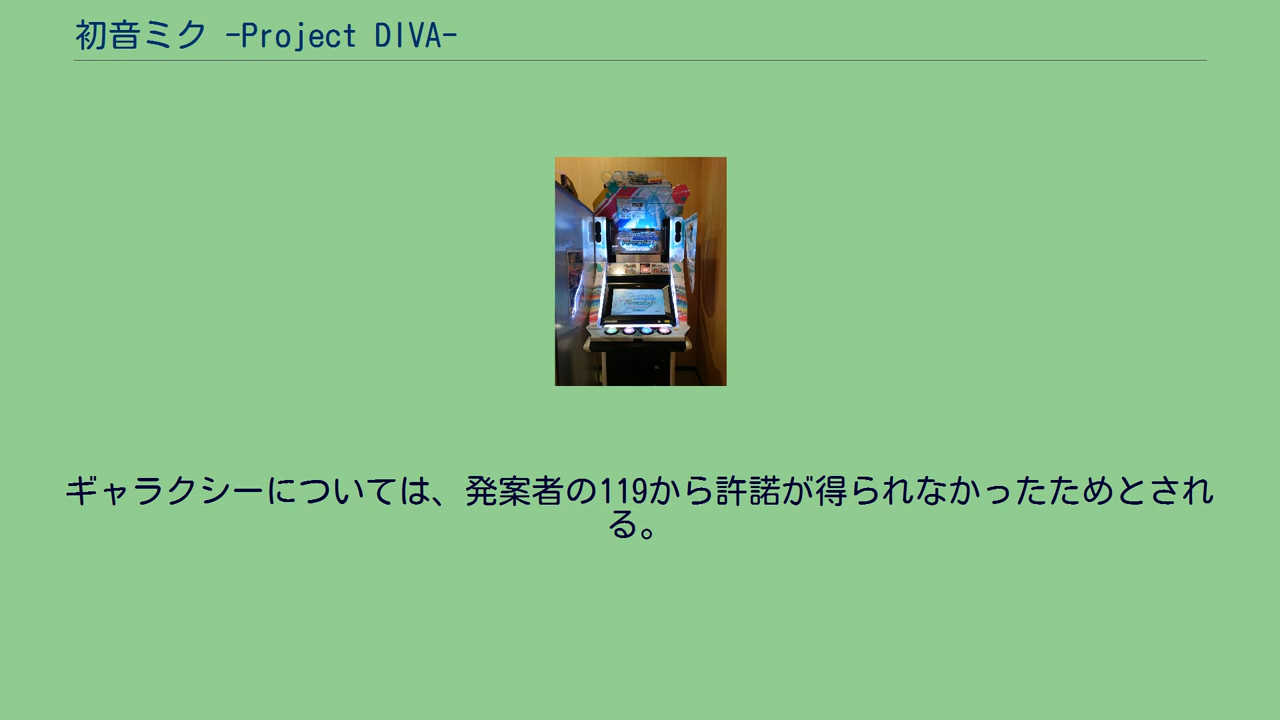 初音ミク -Project DIVA-
ギャラクシーについては、発案者の119から許諾が得られなかったためとされ
る。